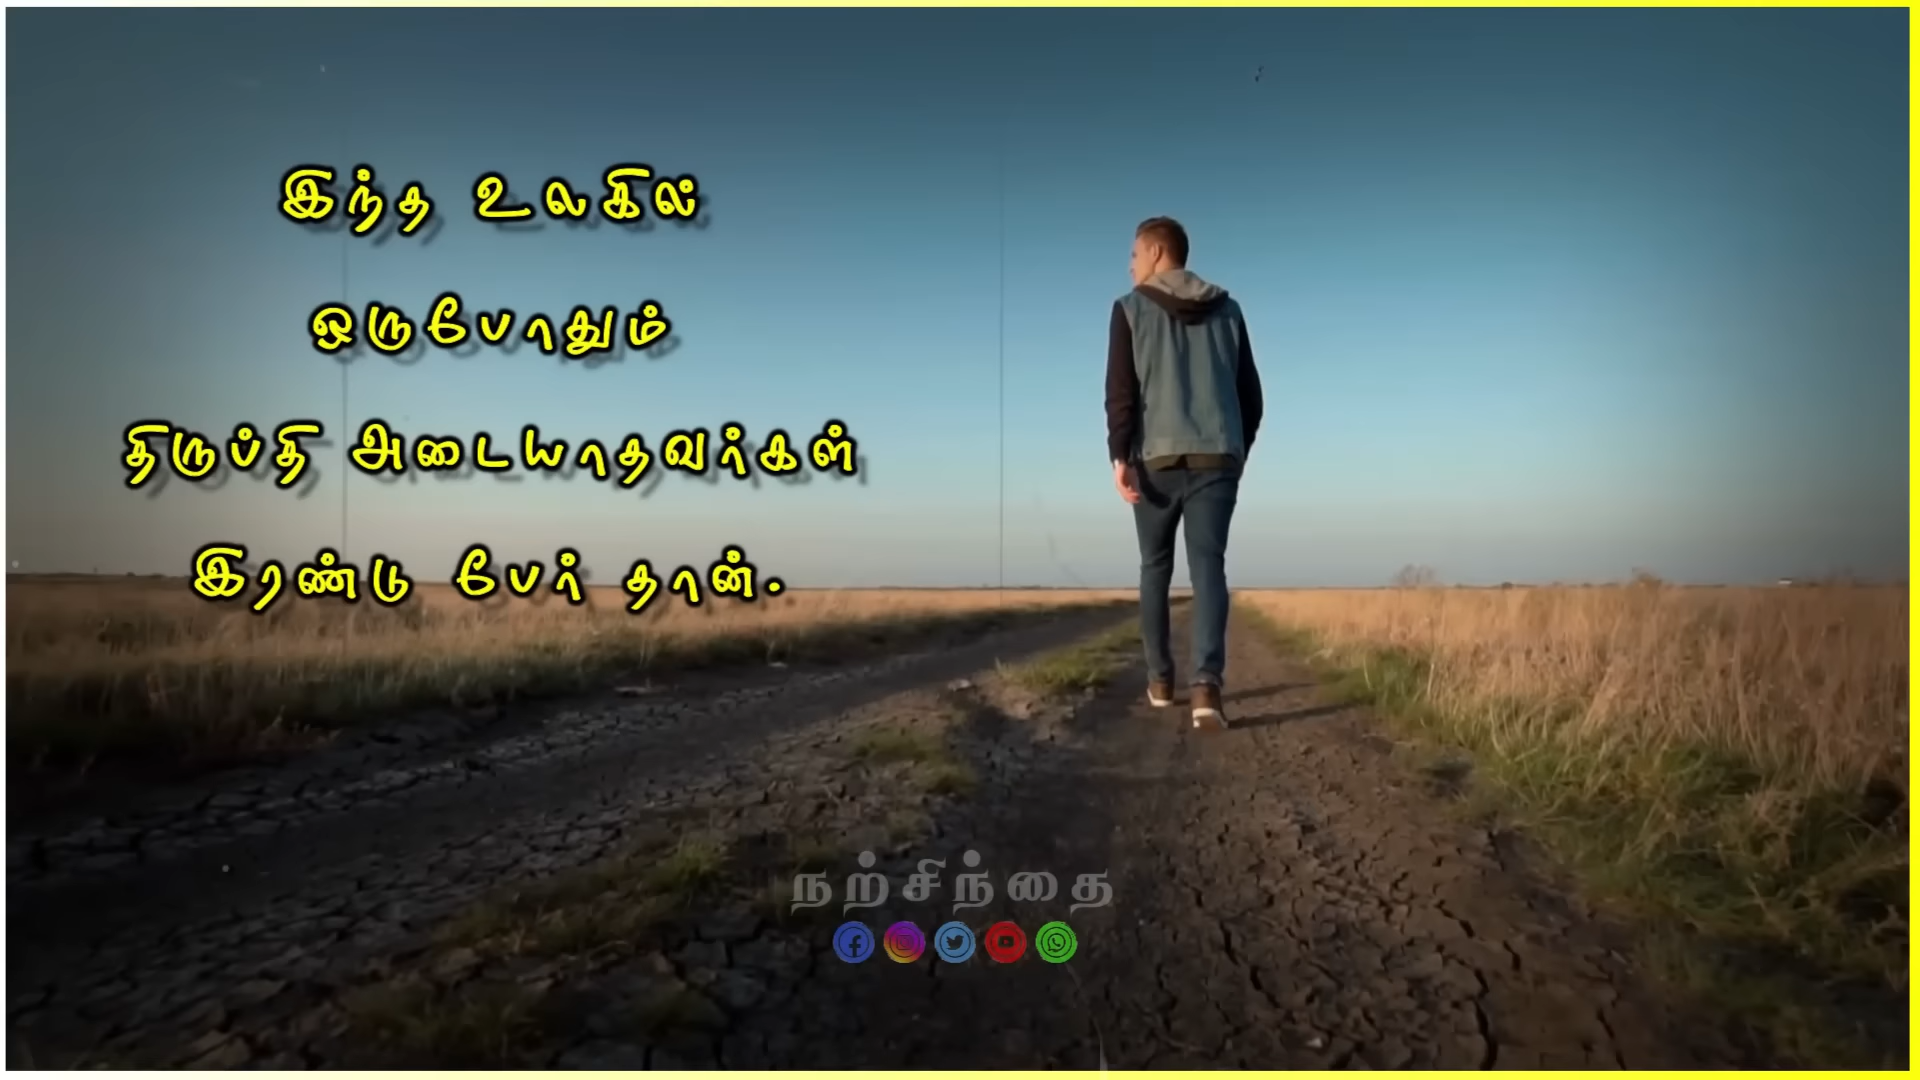 இந்த உலகில்
ஒருபோதும்
திருப்தி அடையாதவர்கள்
இரண்டு பேர் தான்.
நற்சிந்தை